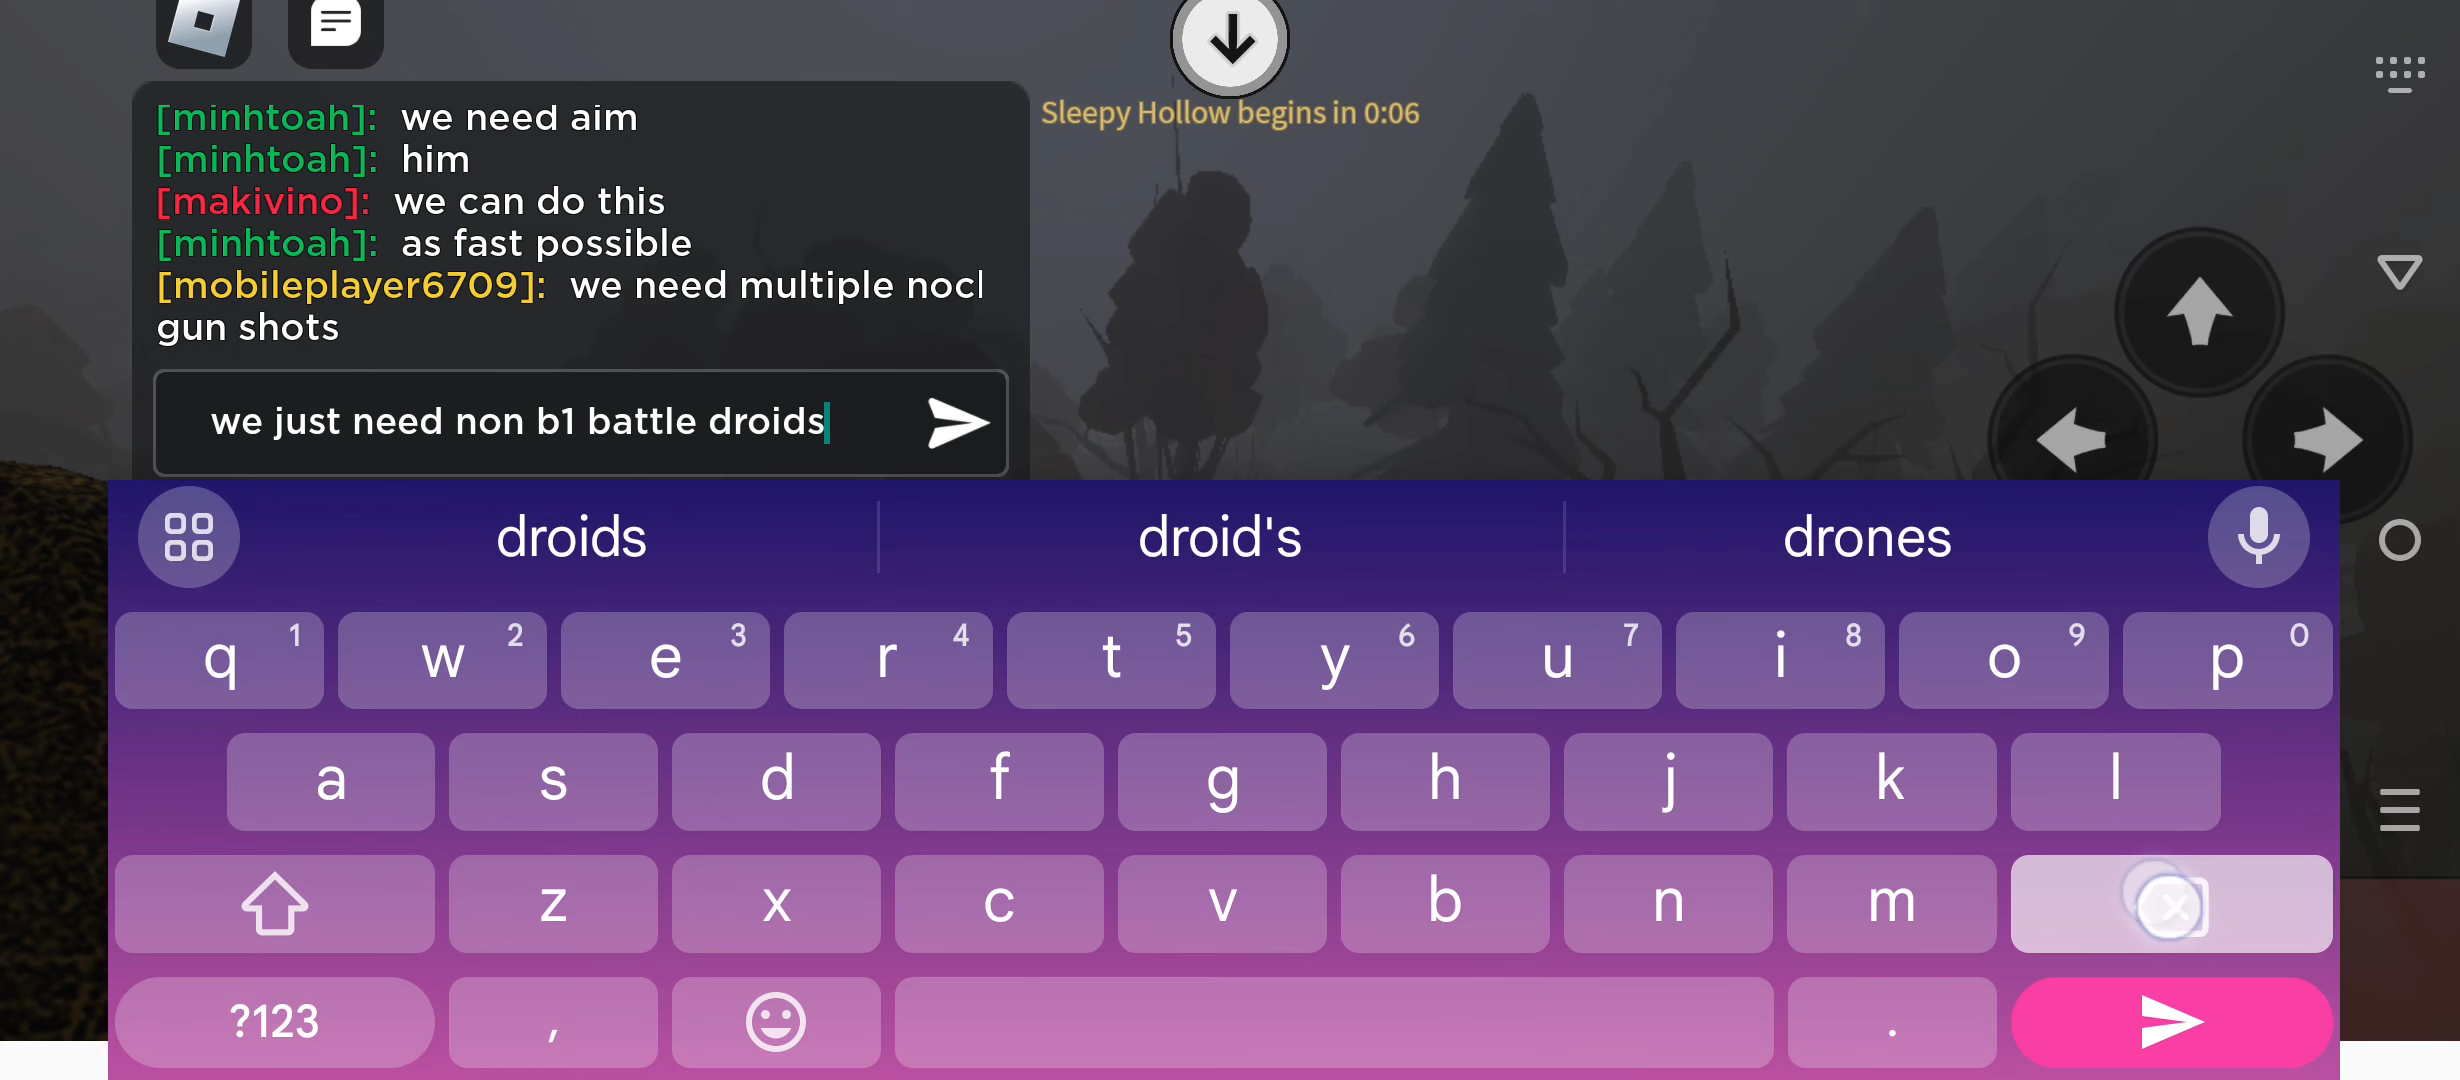 [minhtoah]: we need aim
[minhtoah]: him
[makivino]: we can do this
[minhtoah]: as fast possible
[mobileplayer6709]: we need multiple
gun shots
Sleepy Hollow begins in 0:06
we just need non b1 battle droids
droids droid's drones
q 1 w 2 e 3 r 4 t 5 y 6 u 7 i 8 o 9 p 0
a s d f g h j k l
z x c v b n m
?123 , .